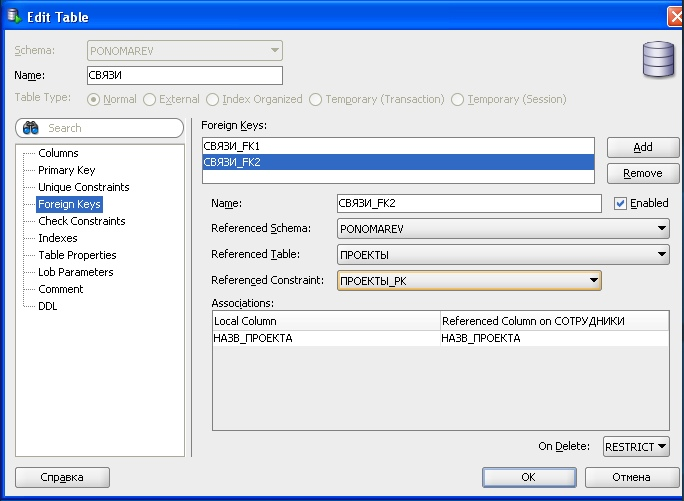 Edit Table
Schema: PONOMAREV
Name: СВЯЗИ
Table Type: Normal External Index Organized Temporary (Transaction) Temporary (Session)
Search
Columns
Primary Key
Unique Constraints
Foreign Keys
Check Constraints
Indexes
Table Properties
Lob Parameters
Comment
DDL
Foreign Keys:
СВЯЗИ_FK1
СВЯЗИ_FK2
Add
Remove
Name: СВЯЗИ_FK2 Enabled
Referenced Schema: PONOMAREV
Referenced Table: ПРОЕКТЫ
Referenced Constraint: ПРОЕКТЫ_PK
Associations:
Local Column Referenced Column on СОТРУДНИКИ
НАЗВ_ПРОЕКТА НАЗВ_ПРОЕКТА
On Delete: RESTRICT
Справка OK Отмена